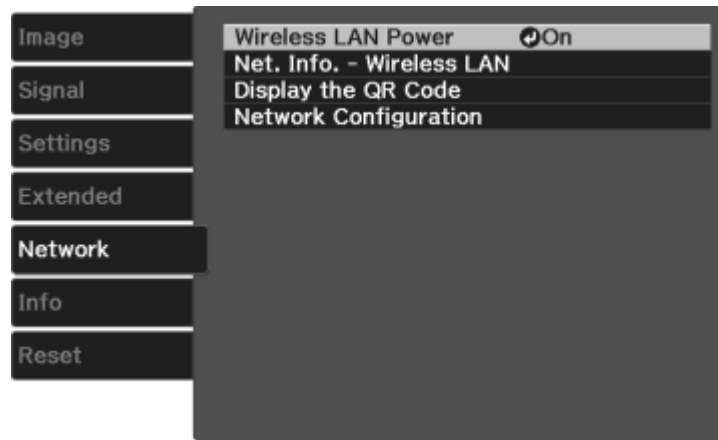 Image
Signal
Settings
Extended
Network
Info
Reset
Wireless LAN Power On
Net. Info. - Wireless LAN
Display the QR Code
Network Configuration